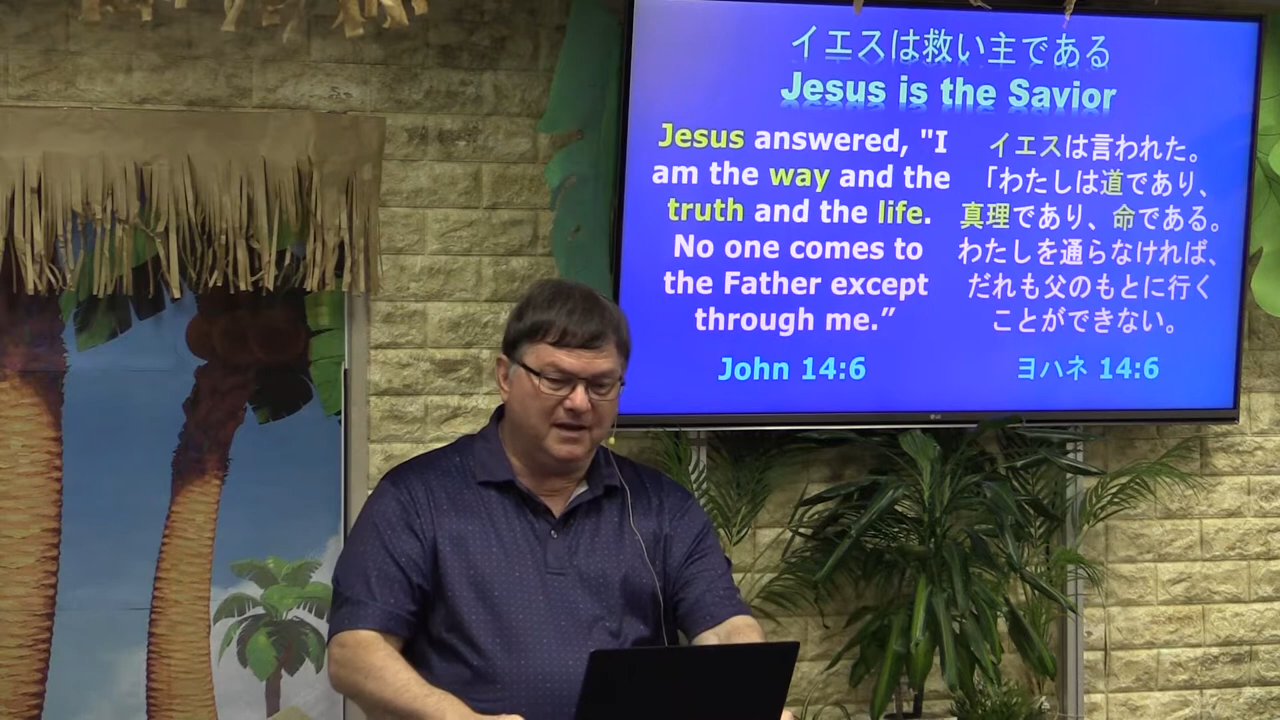 イエスは救い主である
Jesus is the Savior
Jesus answered, "I
am the way and the
truth and the life.
No one comes to
the Father except
through me.”
John 14:6
イエスは言われた。
「わたしは道であり、
真理であり、命である。
わたしを通らなければ、
だれも父のもとに行く
ことができない。
ヨハネ 14:6
LG